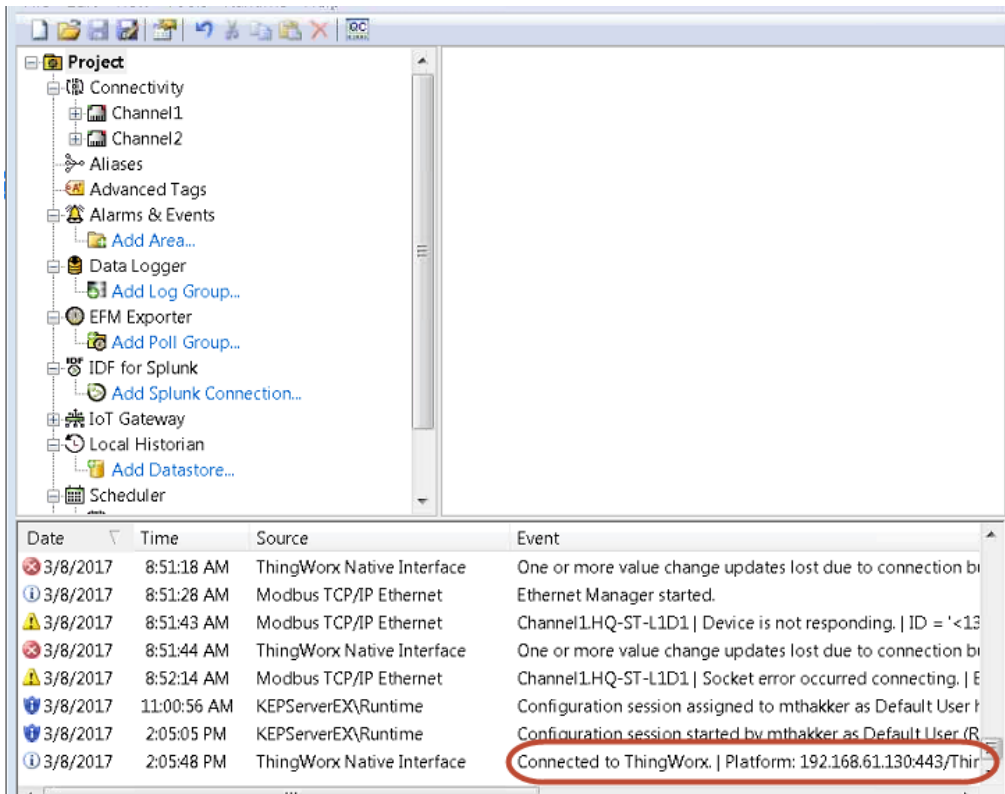 QC
Project
Connectivity
Channel1
Channel2
Aliases
Advanced Tags
Alarms & Events
Add Area...
Data Logger
Add Log Group...
EFM Exporter
Add Poll Group...
IDF for Splunk
Add Splunk Connection...
IoT Gateway
Local Historian
Add Datastore...
Scheduler
Date Time Source Event
3/8/2017 8:51:18 AM ThingWorx Native Interface One or more value change updates lost due to connection bu
3/8/2017 8:51:28 AM Modbus TCP/IP Ethernet Ethernet Manager started.
3/8/2017 8:51:43 AM Modbus TCP/IP Ethernet Channel1.HQ-ST-L1D1 | Device is not responding. | ID = '<13
3/8/2017 8:51:44 AM ThingWorx Native Interface One or more value change updates lost due to connection bu
3/8/2017 8:52:14 AM Modbus TCP/IP Ethernet Channel1.HQ-ST-L1D1 | Socket error occurred connecting. | E
3/8/2017 11:00:56 AM KEPServerEX\Runtime Configuration session assigned to mthakker as Default User
3/8/2017 2:05:05 PM KEPServerEX\Runtime Configuration session started by mthakker as Default User (R
3/8/2017 2:05:48 PM ThingWorx Native Interface Connected to ThingWorx. | Platform: 192.168.61.130:443/Thin